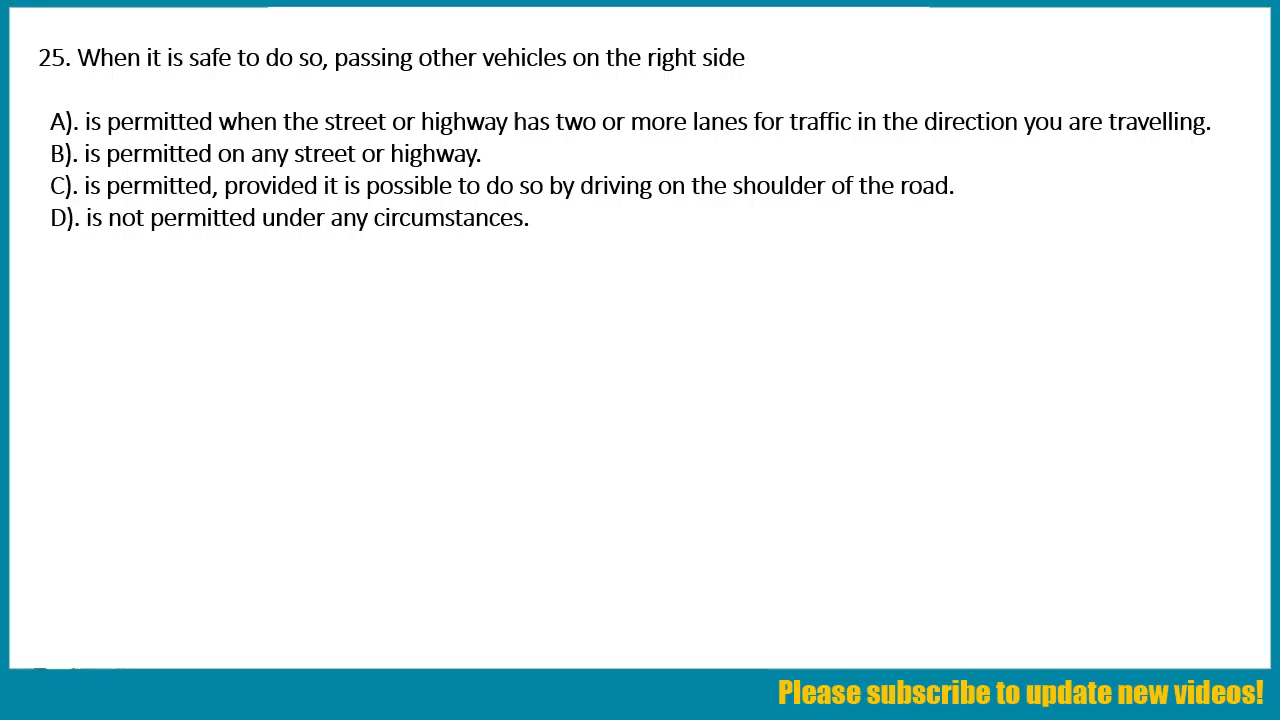 25. When it is safe to do so, passing other vehicles on the right side
A). is permitted when the street or highway has two or more lanes for traffic in the direction you are travelling.
B). is permitted on any street or highway.
C). is permitted, provided it is possible to do so by driving on the shoulder of the road.
D). is not permitted under any circumstances.
Please subscribe to update new videos!